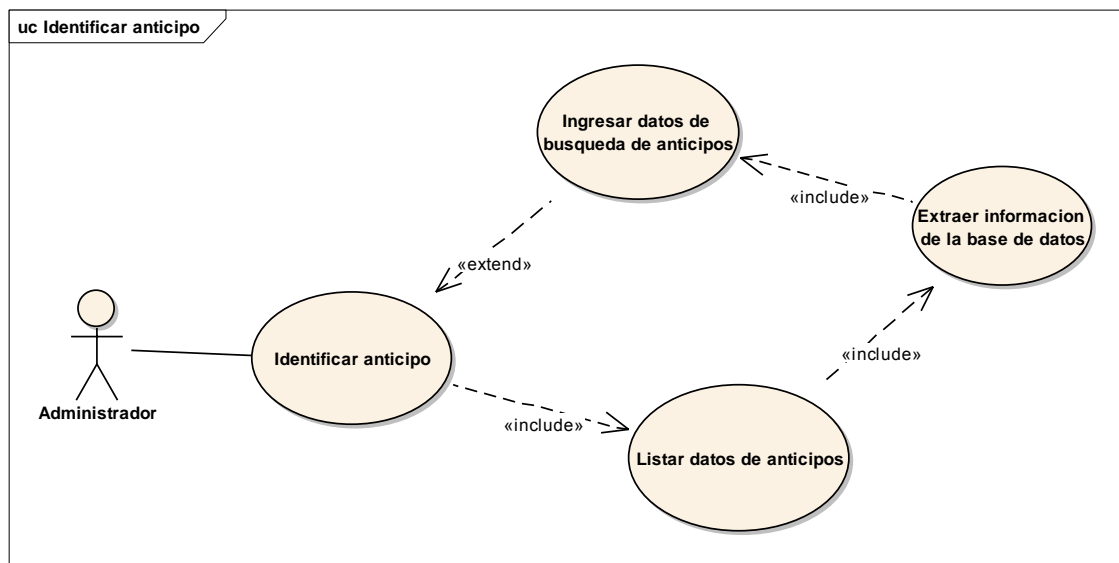 uc Identificar anticipo
Ingresar datos de
busqueda de anticipos
«include»
Extraer informacion
de la base de datos
«extend»
Identificar anticipo
«include»
Administrador
«include»
Listar datos de anticipos